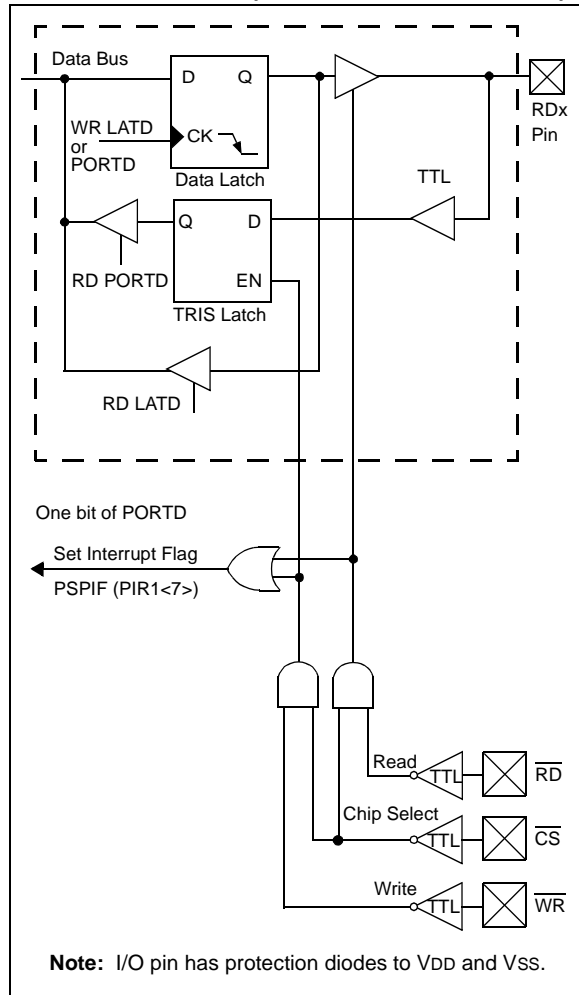 Data Bus
D Q
RDx
Pin
WR LATD
or
PORTD
CK
Data Latch
TTL
Q D
RD PORTD
EN
TRIS Latch
RD LATD
One bit of PORTD
Set Interrupt Flag
PSPIF (PIR1<7>)
Read
TTL
RD
Chip Select
TTL
CS
Write
TTL
WR
Note: I/O pin has protection diodes to VDD and VSS.